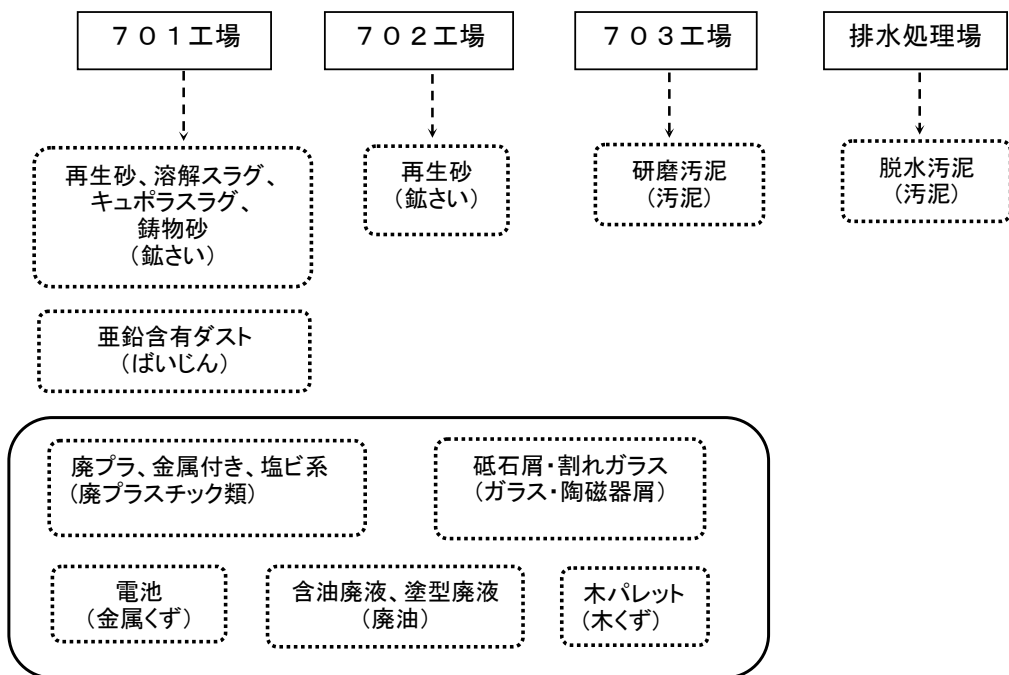 ７０１工場
７０２工場
７０３工場
排水処理場
再生砂、溶解スラグ、
キュポラスラグ、
鋳物砂
（鉱さい）
再生砂
（鉱さい）
研磨汚泥
（汚泥）
脱水汚泥
（汚泥）
亜鉛含有ダスト
（ばいじん）
廃プラ、金属付き、塩ビ系
（廃プラスチック類）
砥石屑・割れガラス
（ガラス・陶磁器屑）
電池
（金属くず）
含油廃液、塗型廃液
（廃油）
木パレット
（木くず）